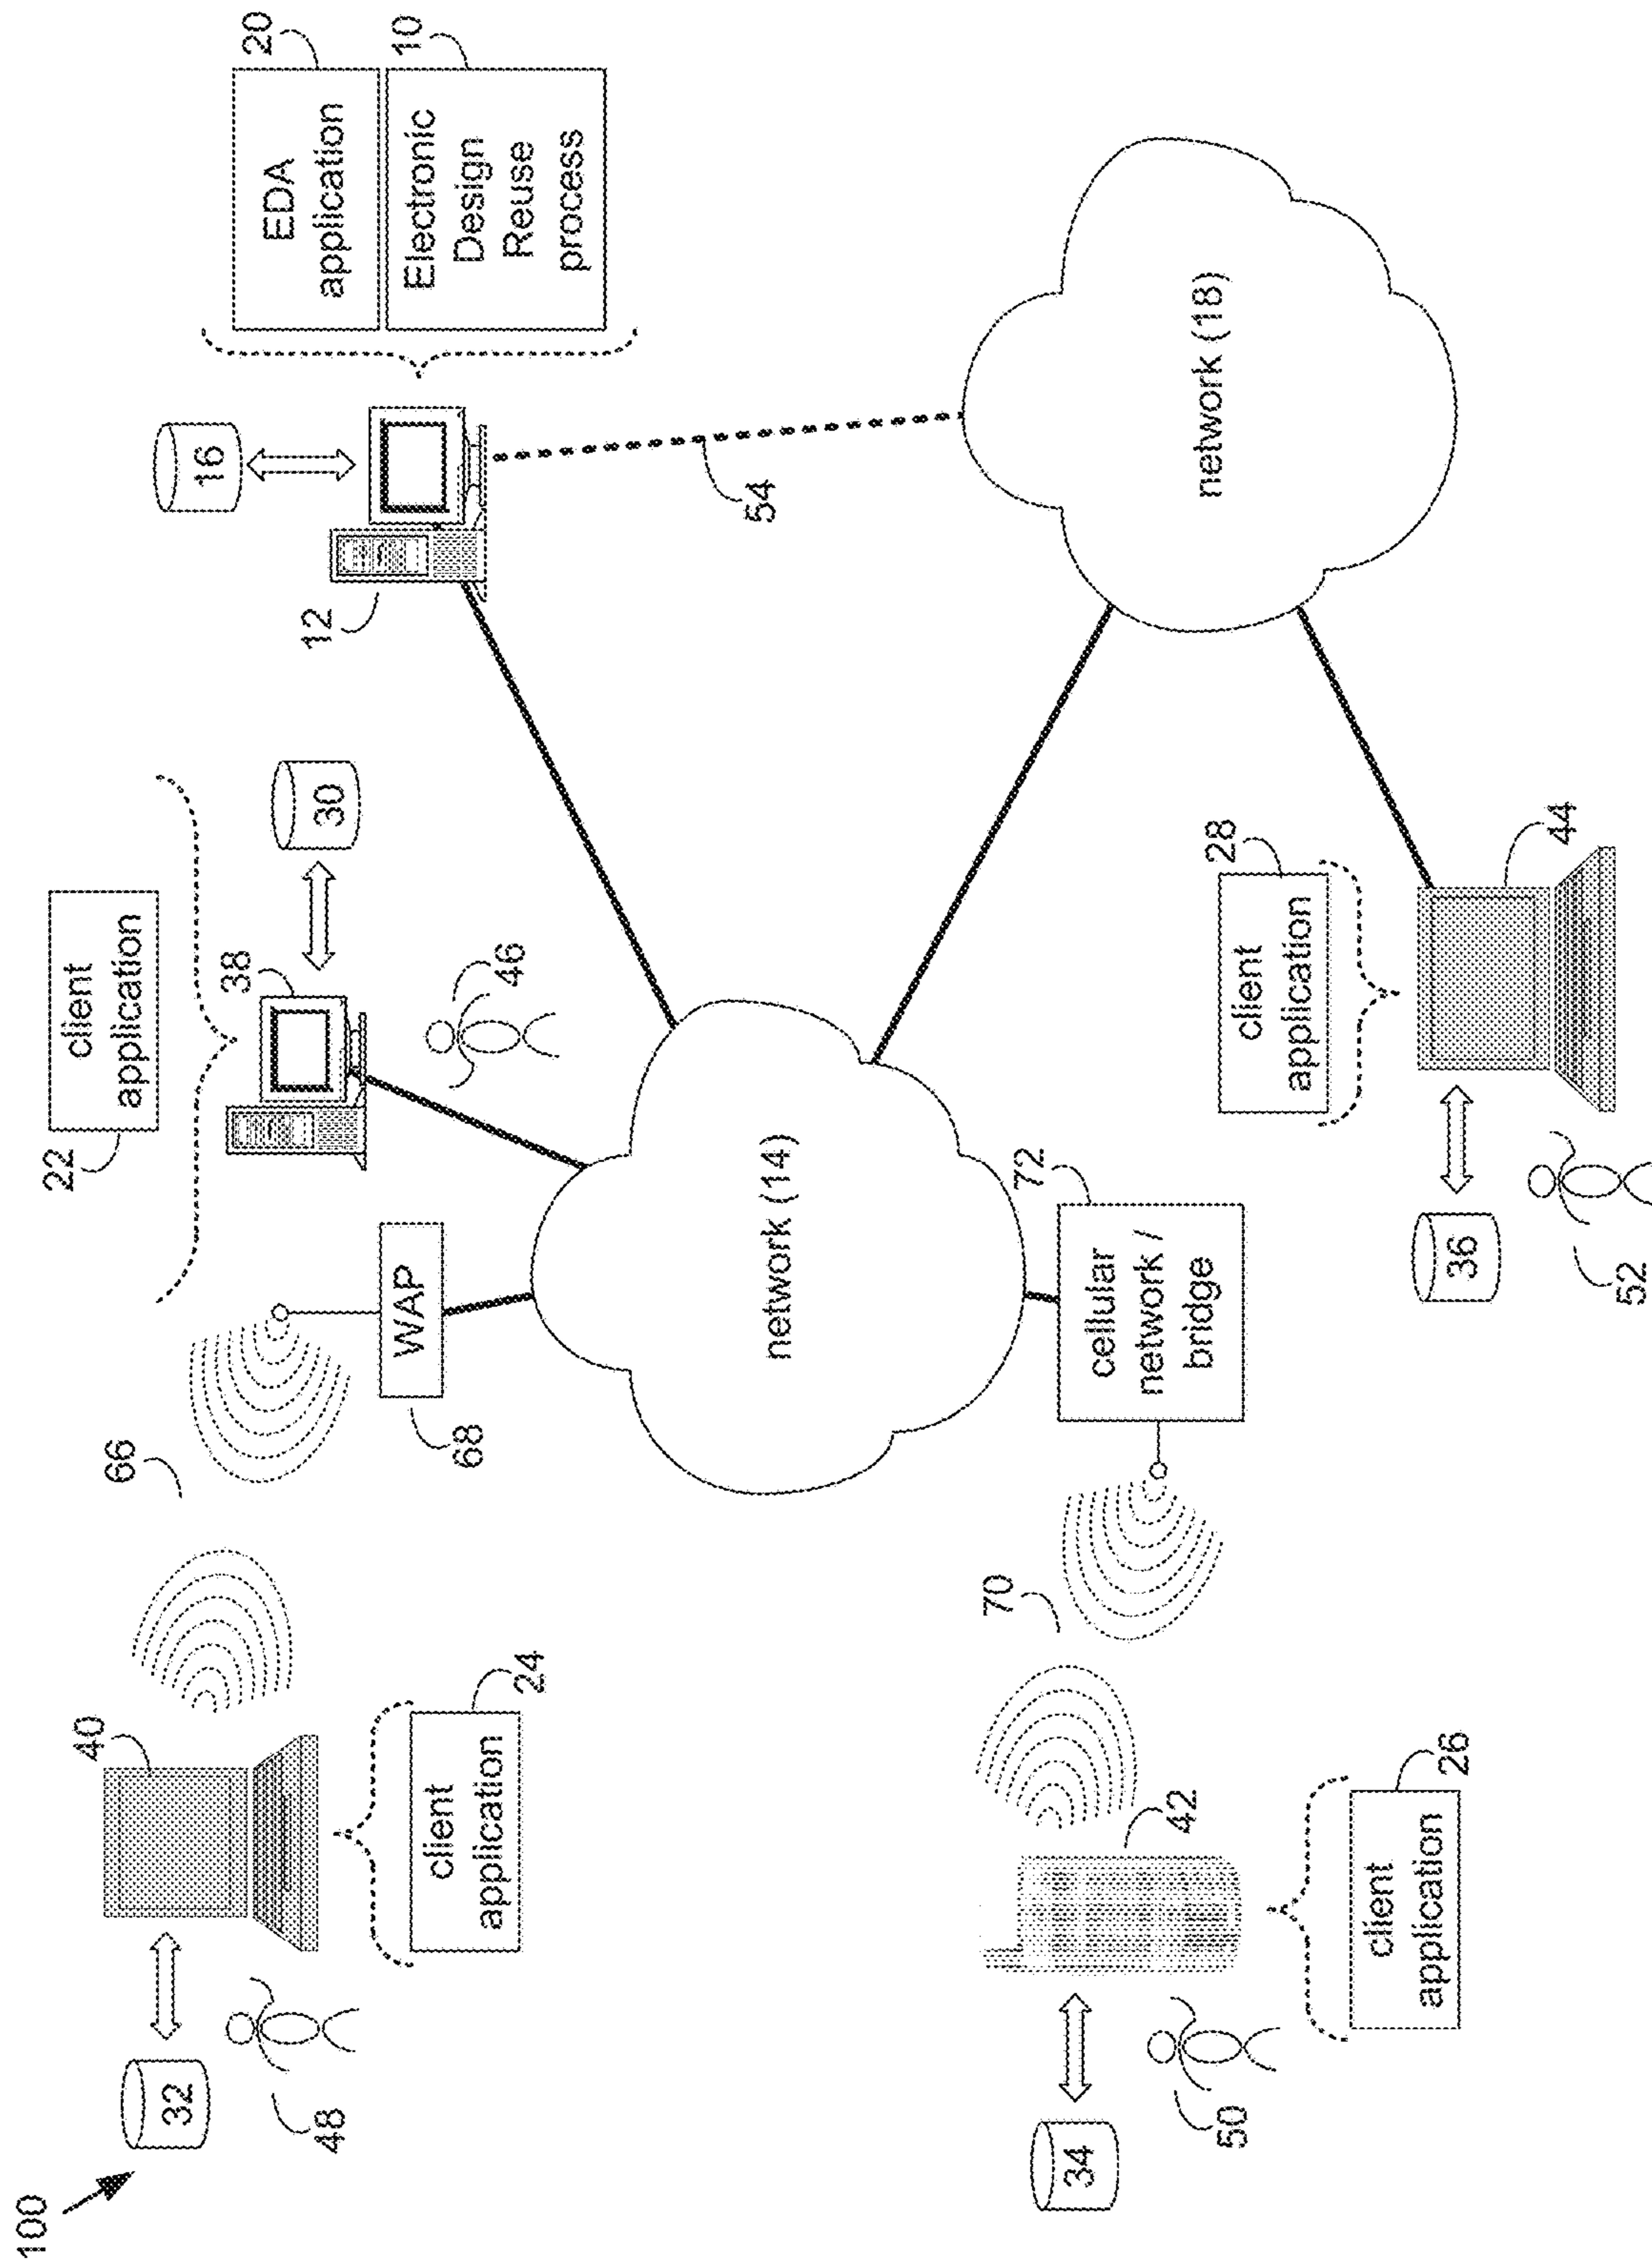 100
32
48
40
client
application
24
66
WAP
68
client
application
22
38
30
46
16
12
EDA
application
20
Electronic
Design
Reuse
process
10
54
network (14)
network (18)
34
50
42
client
application
26
70
cellular
network /
bridge
72
36
52
client
application
28
44